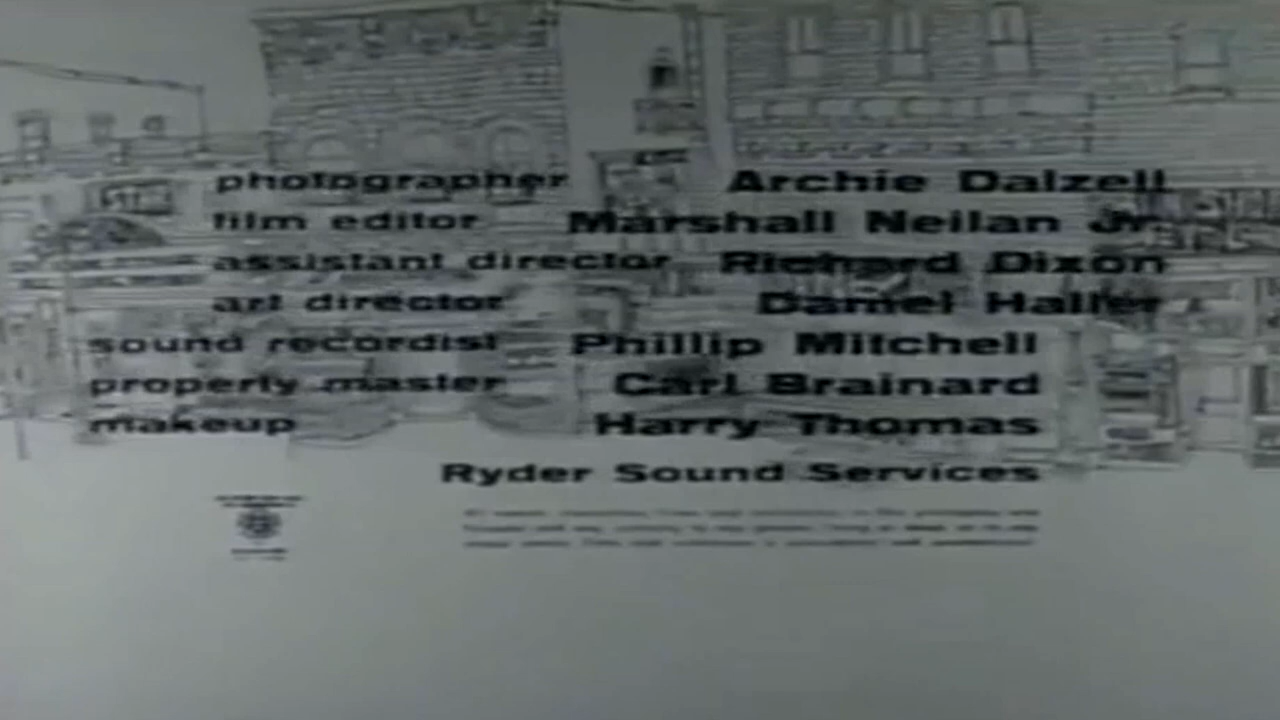 photographer Archie Dalzell
film editor Marshall Neilan Jr
assistant director Richard Dixon
art director Daniel Haller
sound recordist Phillip Mitchell
property master Carl Brainard
makeup Harry Thomas
Ryder Sound Services